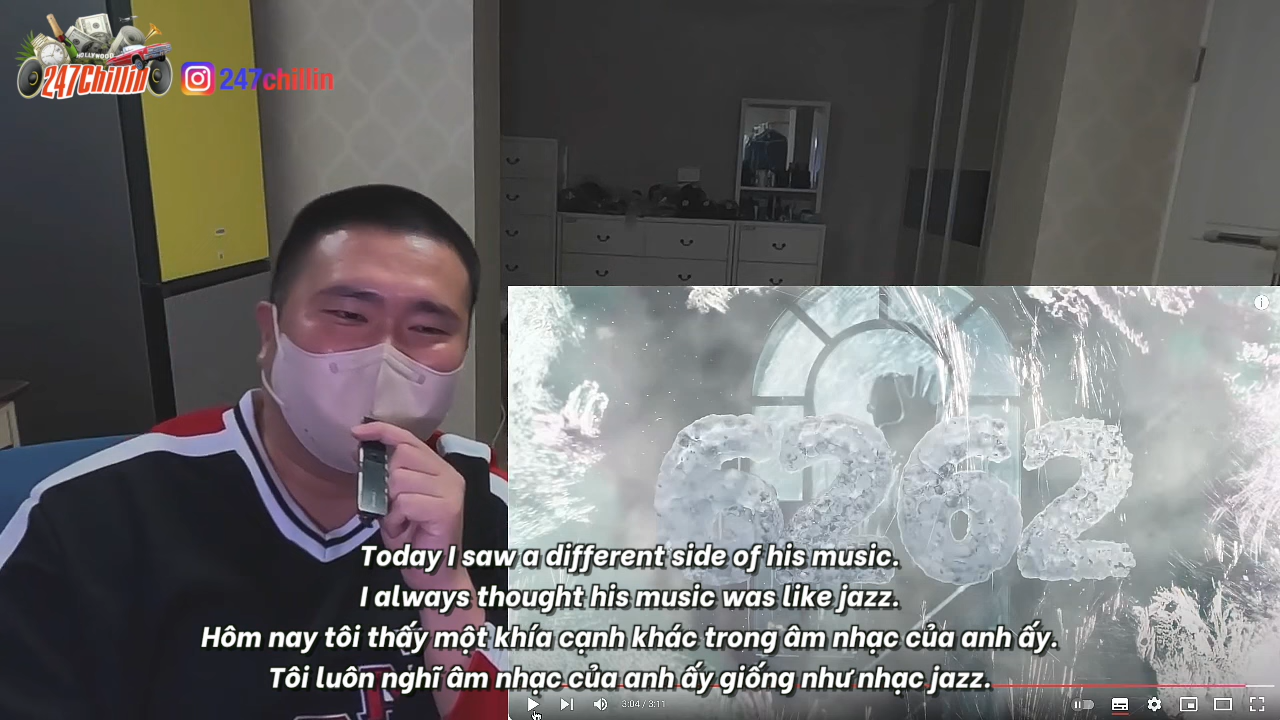 HOLLYWOOD
247Chillin
247chillin
6262
Today I saw a different side of his music.
I always thought his music was like jazz.
Hôm nay tôi thấy một khía cạnh khác trong âm nhạc của anh ấy.
Tôi luôn nghĩ âm nhạc của anh ấy giống như nhạc jazz.
3:04 / 3:11